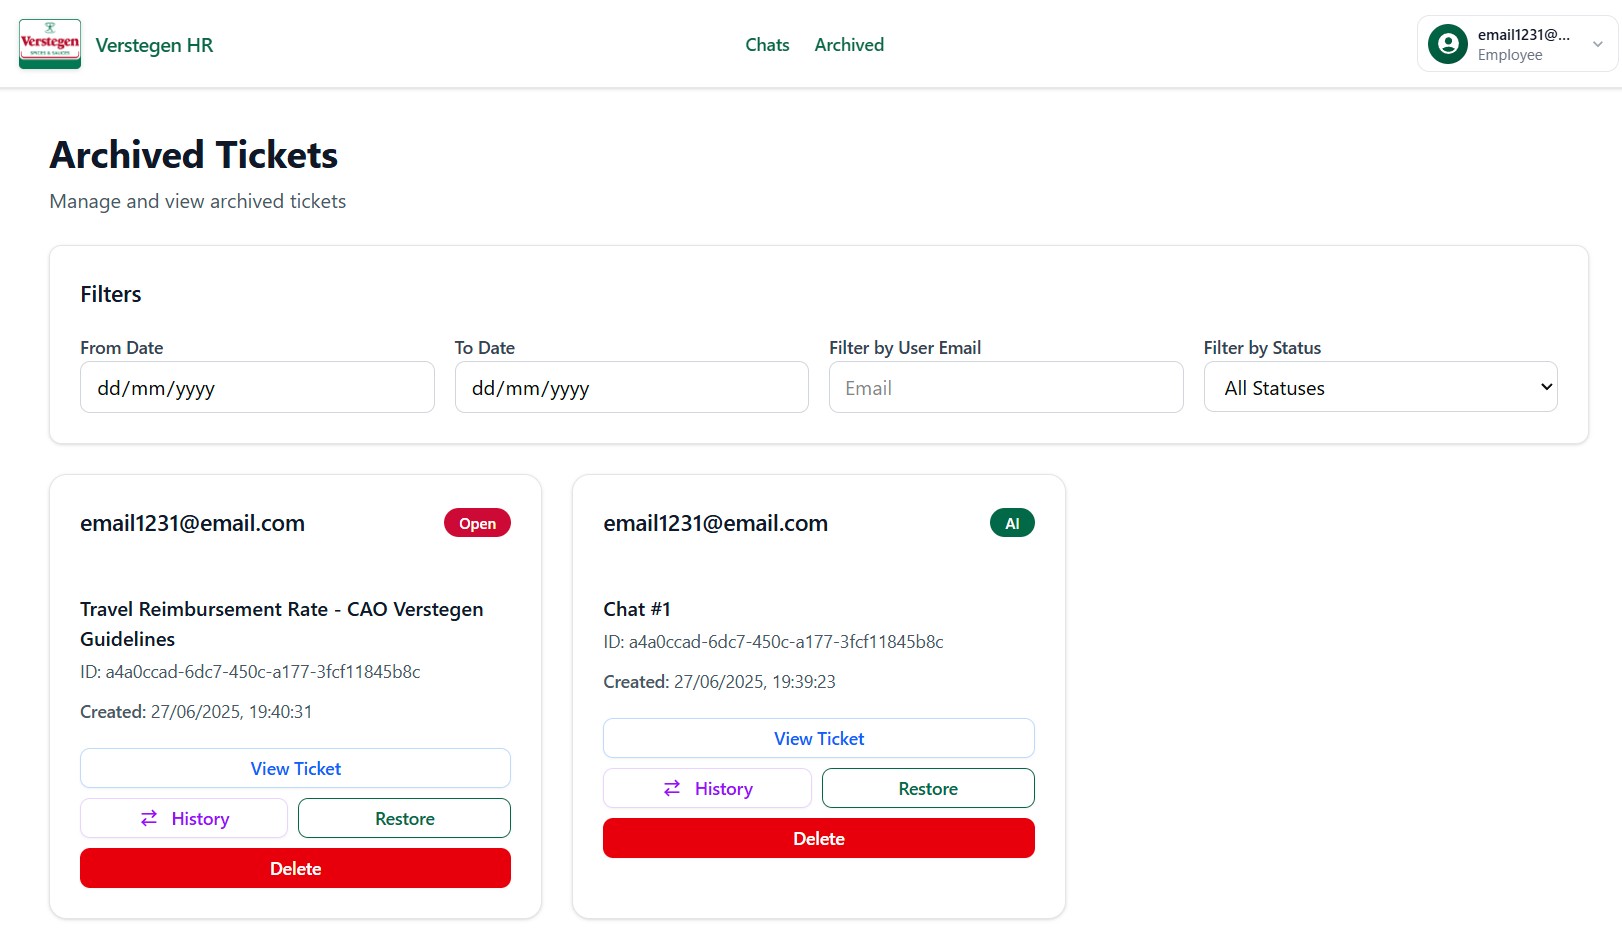 Verstegen
SPICES & SAUCES
Verstegen HR
Chats
Archived
email1231@...
Employee
Archived Tickets
Manage and view archived tickets
Filters
From Date
To Date
Filter by User Email
Filter by Status
dd/mm/yyyy
dd/mm/yyyy
Email
All Statuses
email1231@email.com
Open
Travel Reimbursement Rate - CAO Verstegen
Guidelines
ID: a4a0ccad-6dc7-450c-a177-3fcf11845b8c
Created: 27/06/2025, 19:40:31
View Ticket
History
Restore
Delete
email1231@email.com
AI
Chat #1
ID: a4a0ccad-6dc7-450c-a177-3fcf11845b8c
Created: 27/06/2025, 19:39:23
View Ticket
History
Restore
Delete